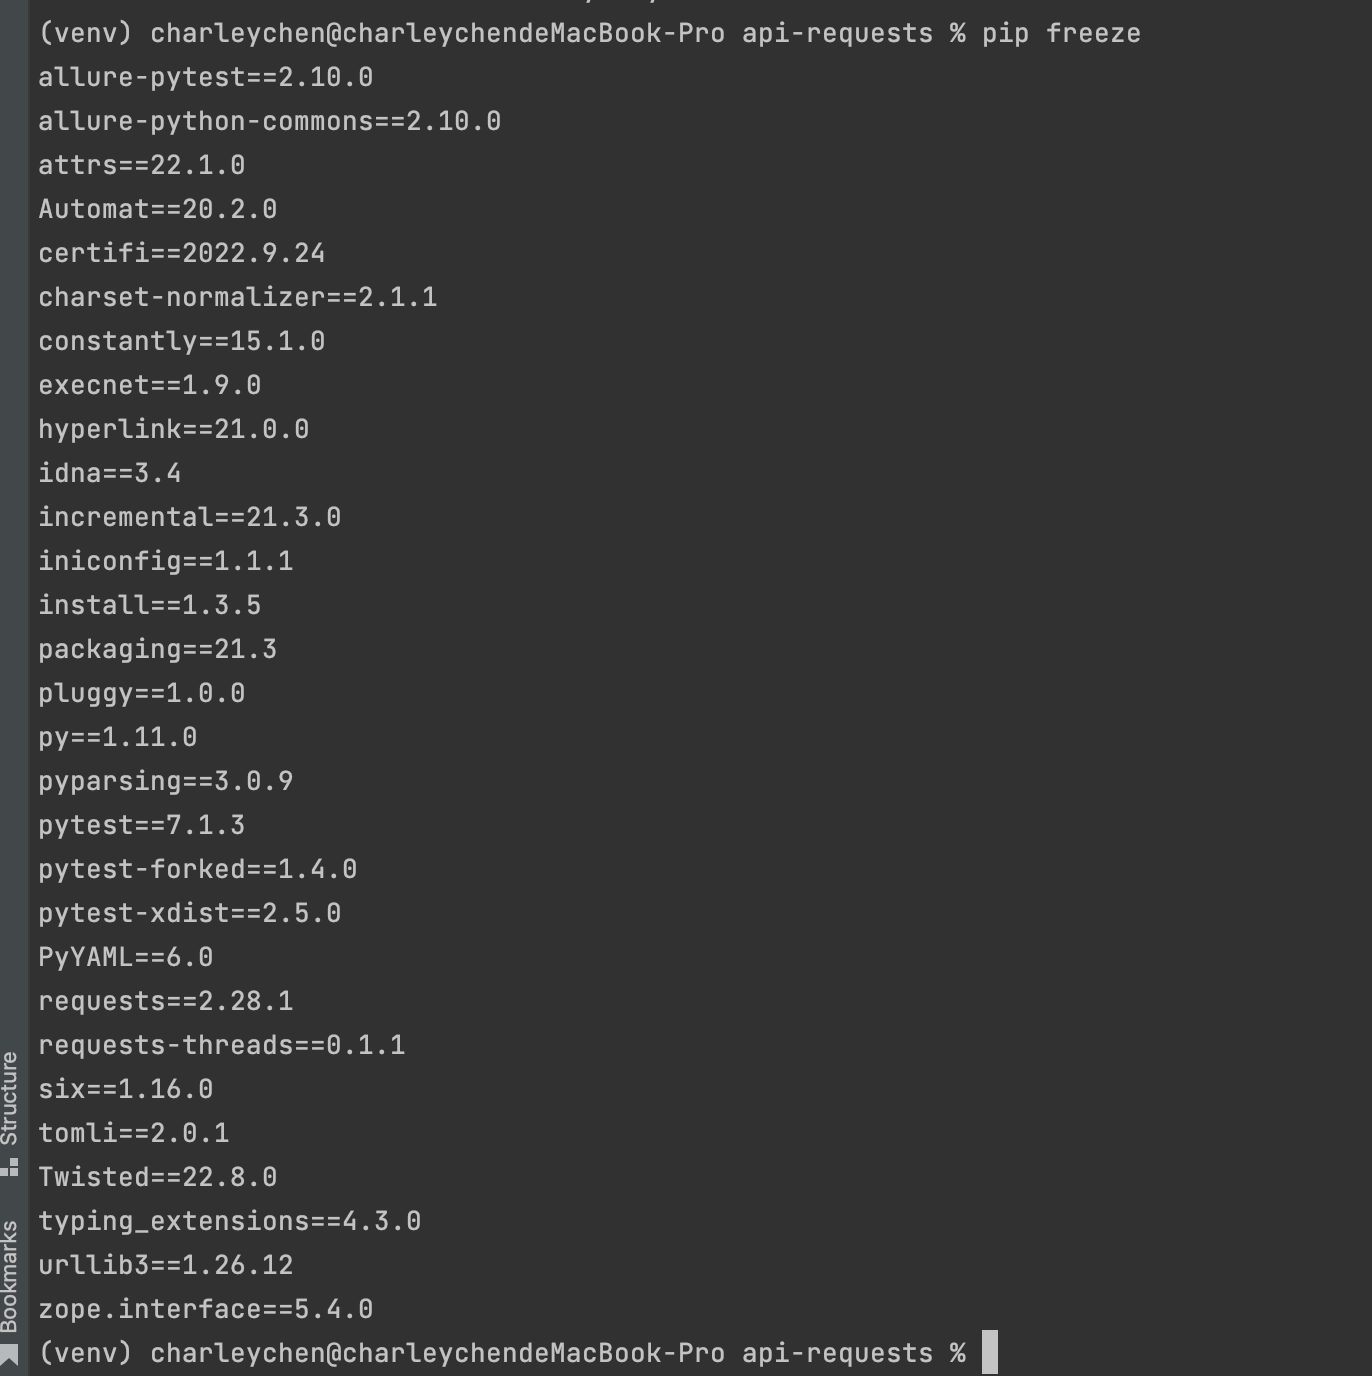 (venv) charleychen@charleychendeMacBook-Pro api-requests % pip freeze
allure-pytest==2.10.0
allure-python-commons==2.10.0
attrs==22.1.0
Automat==20.2.0
certifi==2022.9.24
charset-normalizer==2.1.1
constantly==15.1.0
execnet==1.9.0
hyperlink==21.0.0
idna==3.4
incremental==21.3.0
iniconfig==1.1.1
install==1.3.5
packaging==21.3
pluggy==1.0.0
py==1.11.0
pyparsing==3.0.9
pytest==7.1.3
pytest-forked==1.4.0
pytest-xdist==2.5.0
PyYAML==6.0
requests==2.28.1
requests-threads==0.1.1
six==1.16.0
tomli==2.0.1
Twisted==22.8.0
typing_extensions==4.3.0
urllib3==1.26.12
zope.interface==5.4.0
(venv) charleychen@charleychendeMacBook-Pro api-requests %
Structure
Bookmarks